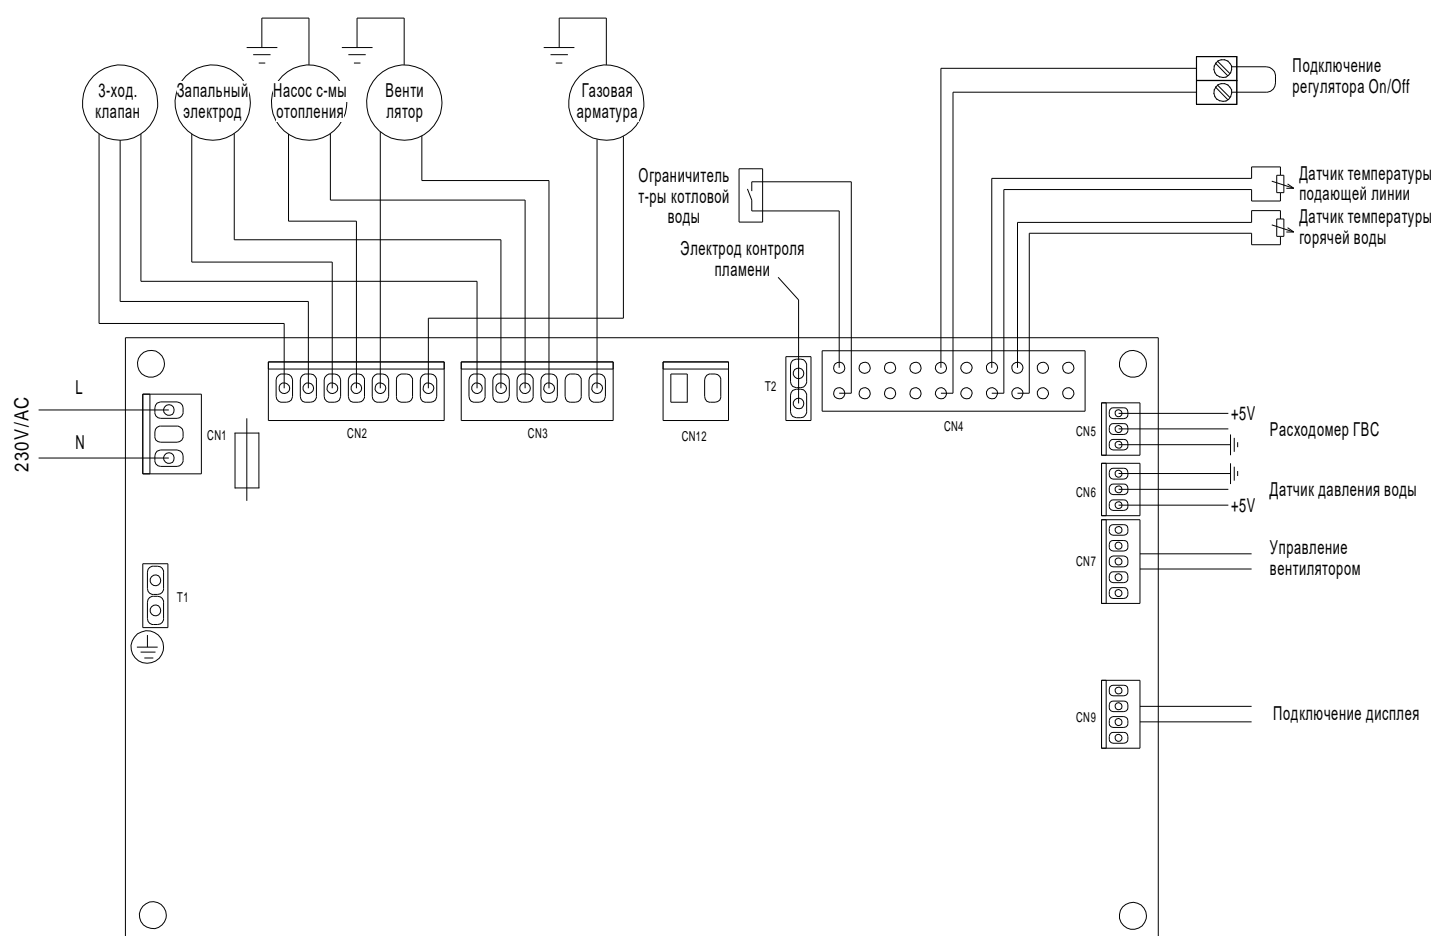 3-ход.
клапан
Запальный
электрод
Насос с-мы
отопления
Венти
лятор
Газовая
арматура
Подключение
регулятора On/Off
Ограничитель
т-ры котловой
воды
Датчик температуры
подающей линии
Датчик температуры
горячей воды
Электрод контроля
пламени
230V/AC
L
N
CN1
CN2
CN3
CN12
T2
CN4
CN5
+5V
Расходомер ГВС
CN6
Датчик давления воды
+5V
CN7
Управление
вентилятором
T1
CN9
Подключение дисплея